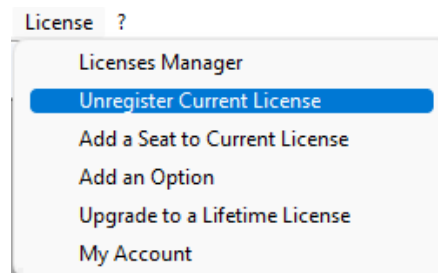 License ?
Licenses Manager
Unregister Current License
Add a Seat to Current License
Add an Option
Upgrade to a Lifetime License
My Account